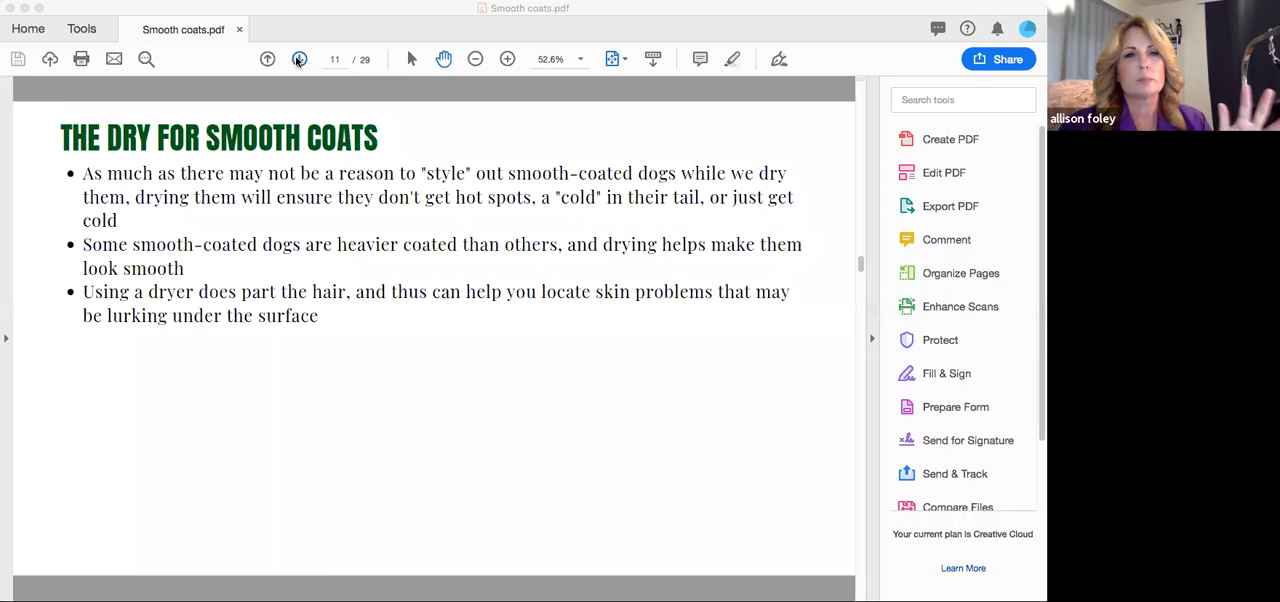 Smooth coats.pdf
Home
Tools
Smooth coats.pdf ×
11 / 29
52.6%
Share
THE DRY FOR SMOOTH COATS
• As much as there may not be a reason to "style" out smooth-coated dogs while we dry
them, drying them will ensure they don't get hot spots, a "cold" in their tail, or just get
cold
• Some smooth-coated dogs are heavier coated than others, and drying helps make them
look smooth
• Using a dryer does part the hair, and thus can help you locate skin problems that may
be lurking under the surface
Search tools
Create PDF
Edit PDF
Export PDF
Comment
Organize Pages
Enhance Scans
Protect
Fill & Sign
Prepare Form
Send for Signature
Send & Track
Compare Files
Your current plan is Creative Cloud
Learn More
allison foley